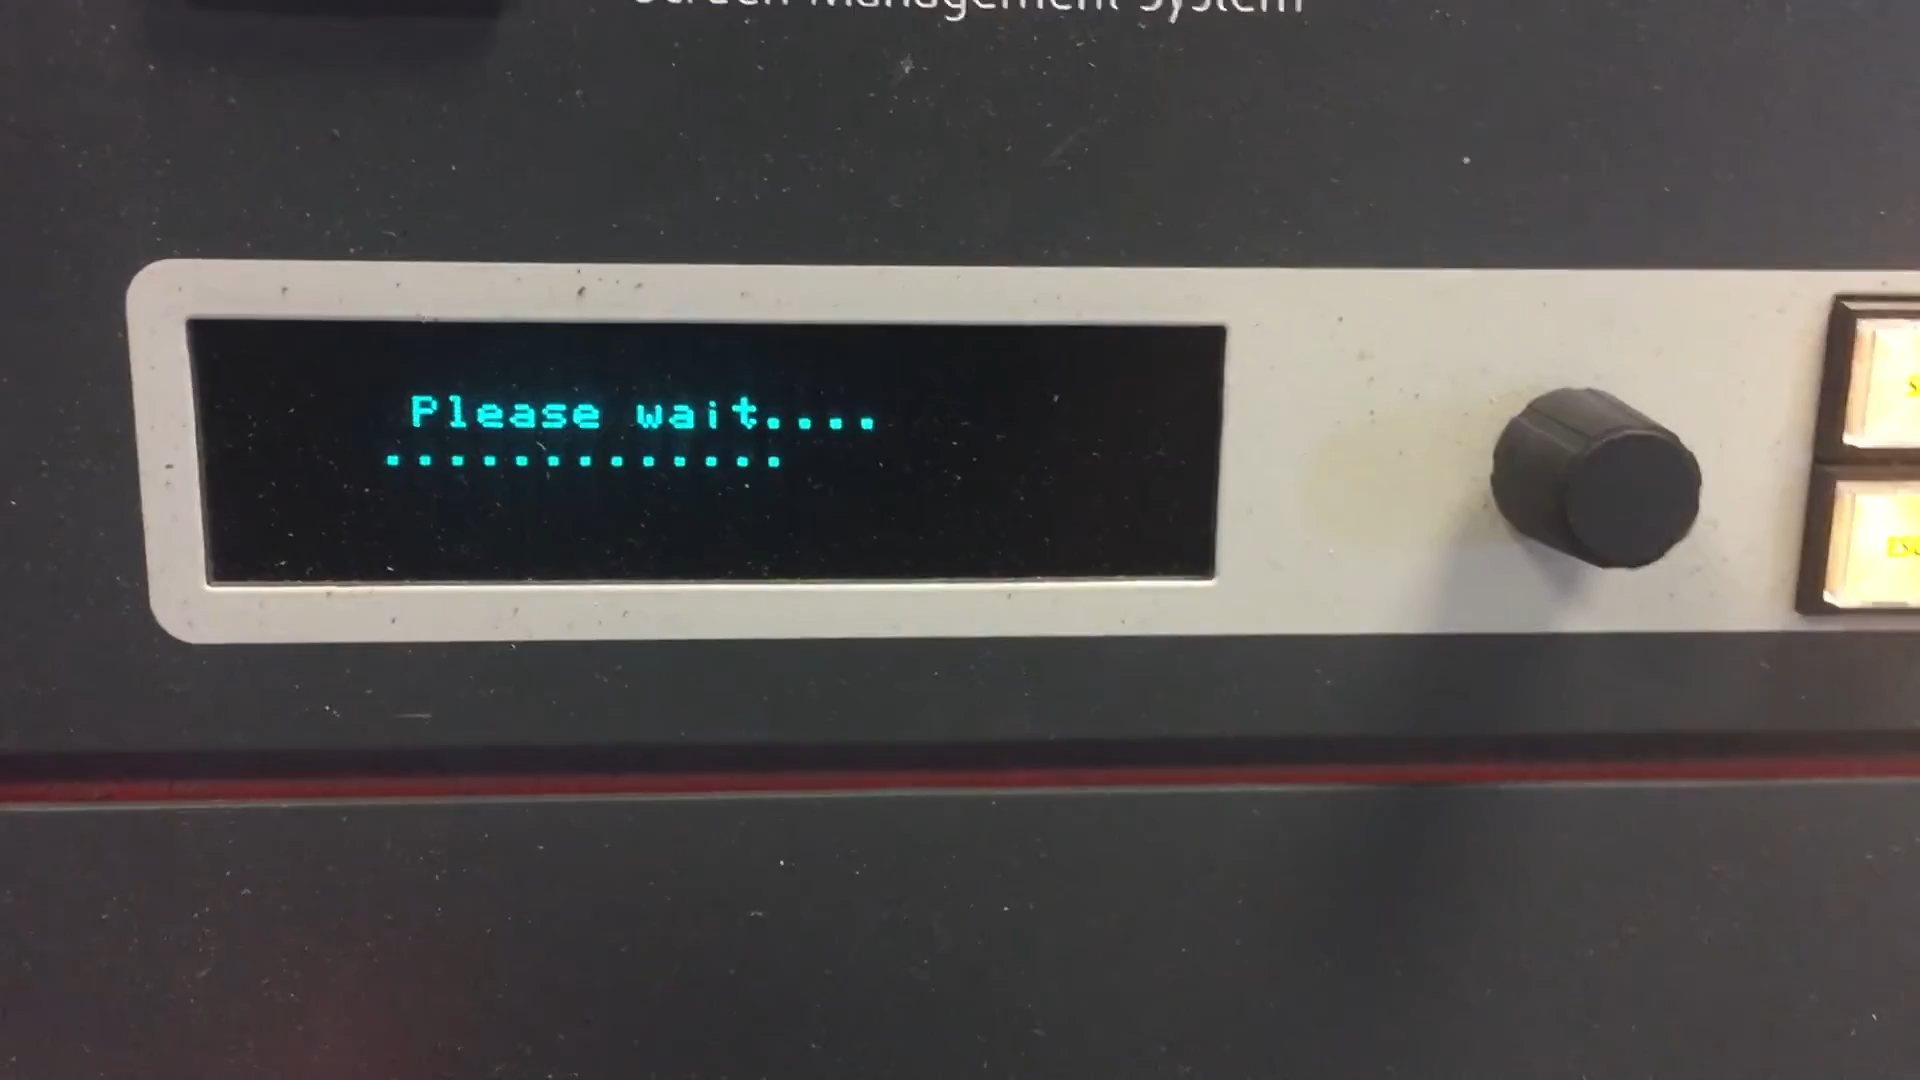 Screen Management System
Please wait....
.............